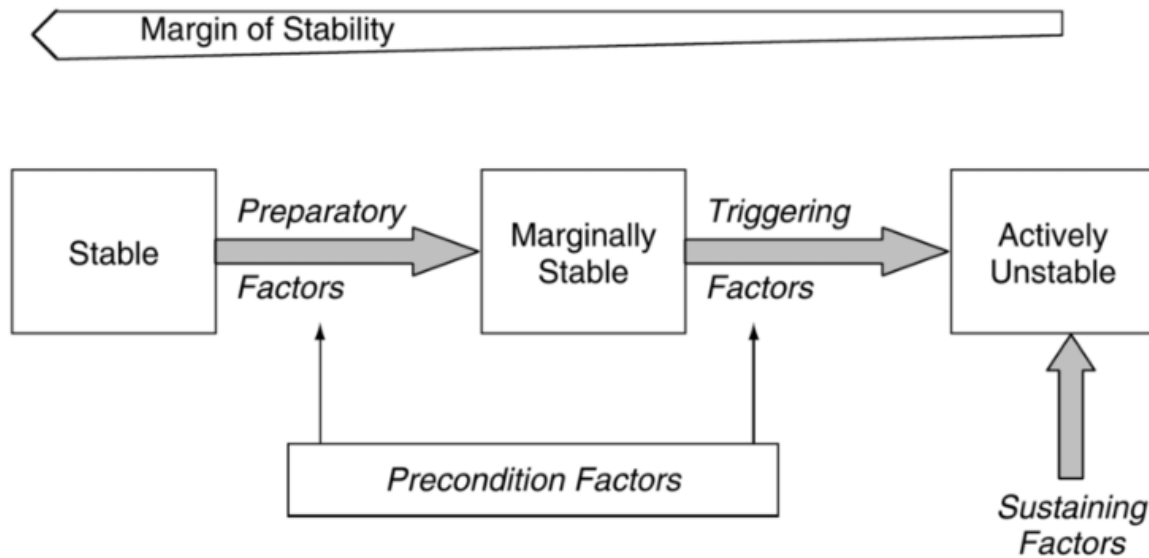 Margin of Stability
Stable
Preparatory
Factors
Marginally
Stable
Triggering
Factors
Actively
Unstable
Precondition Factors
Sustaining
Factors